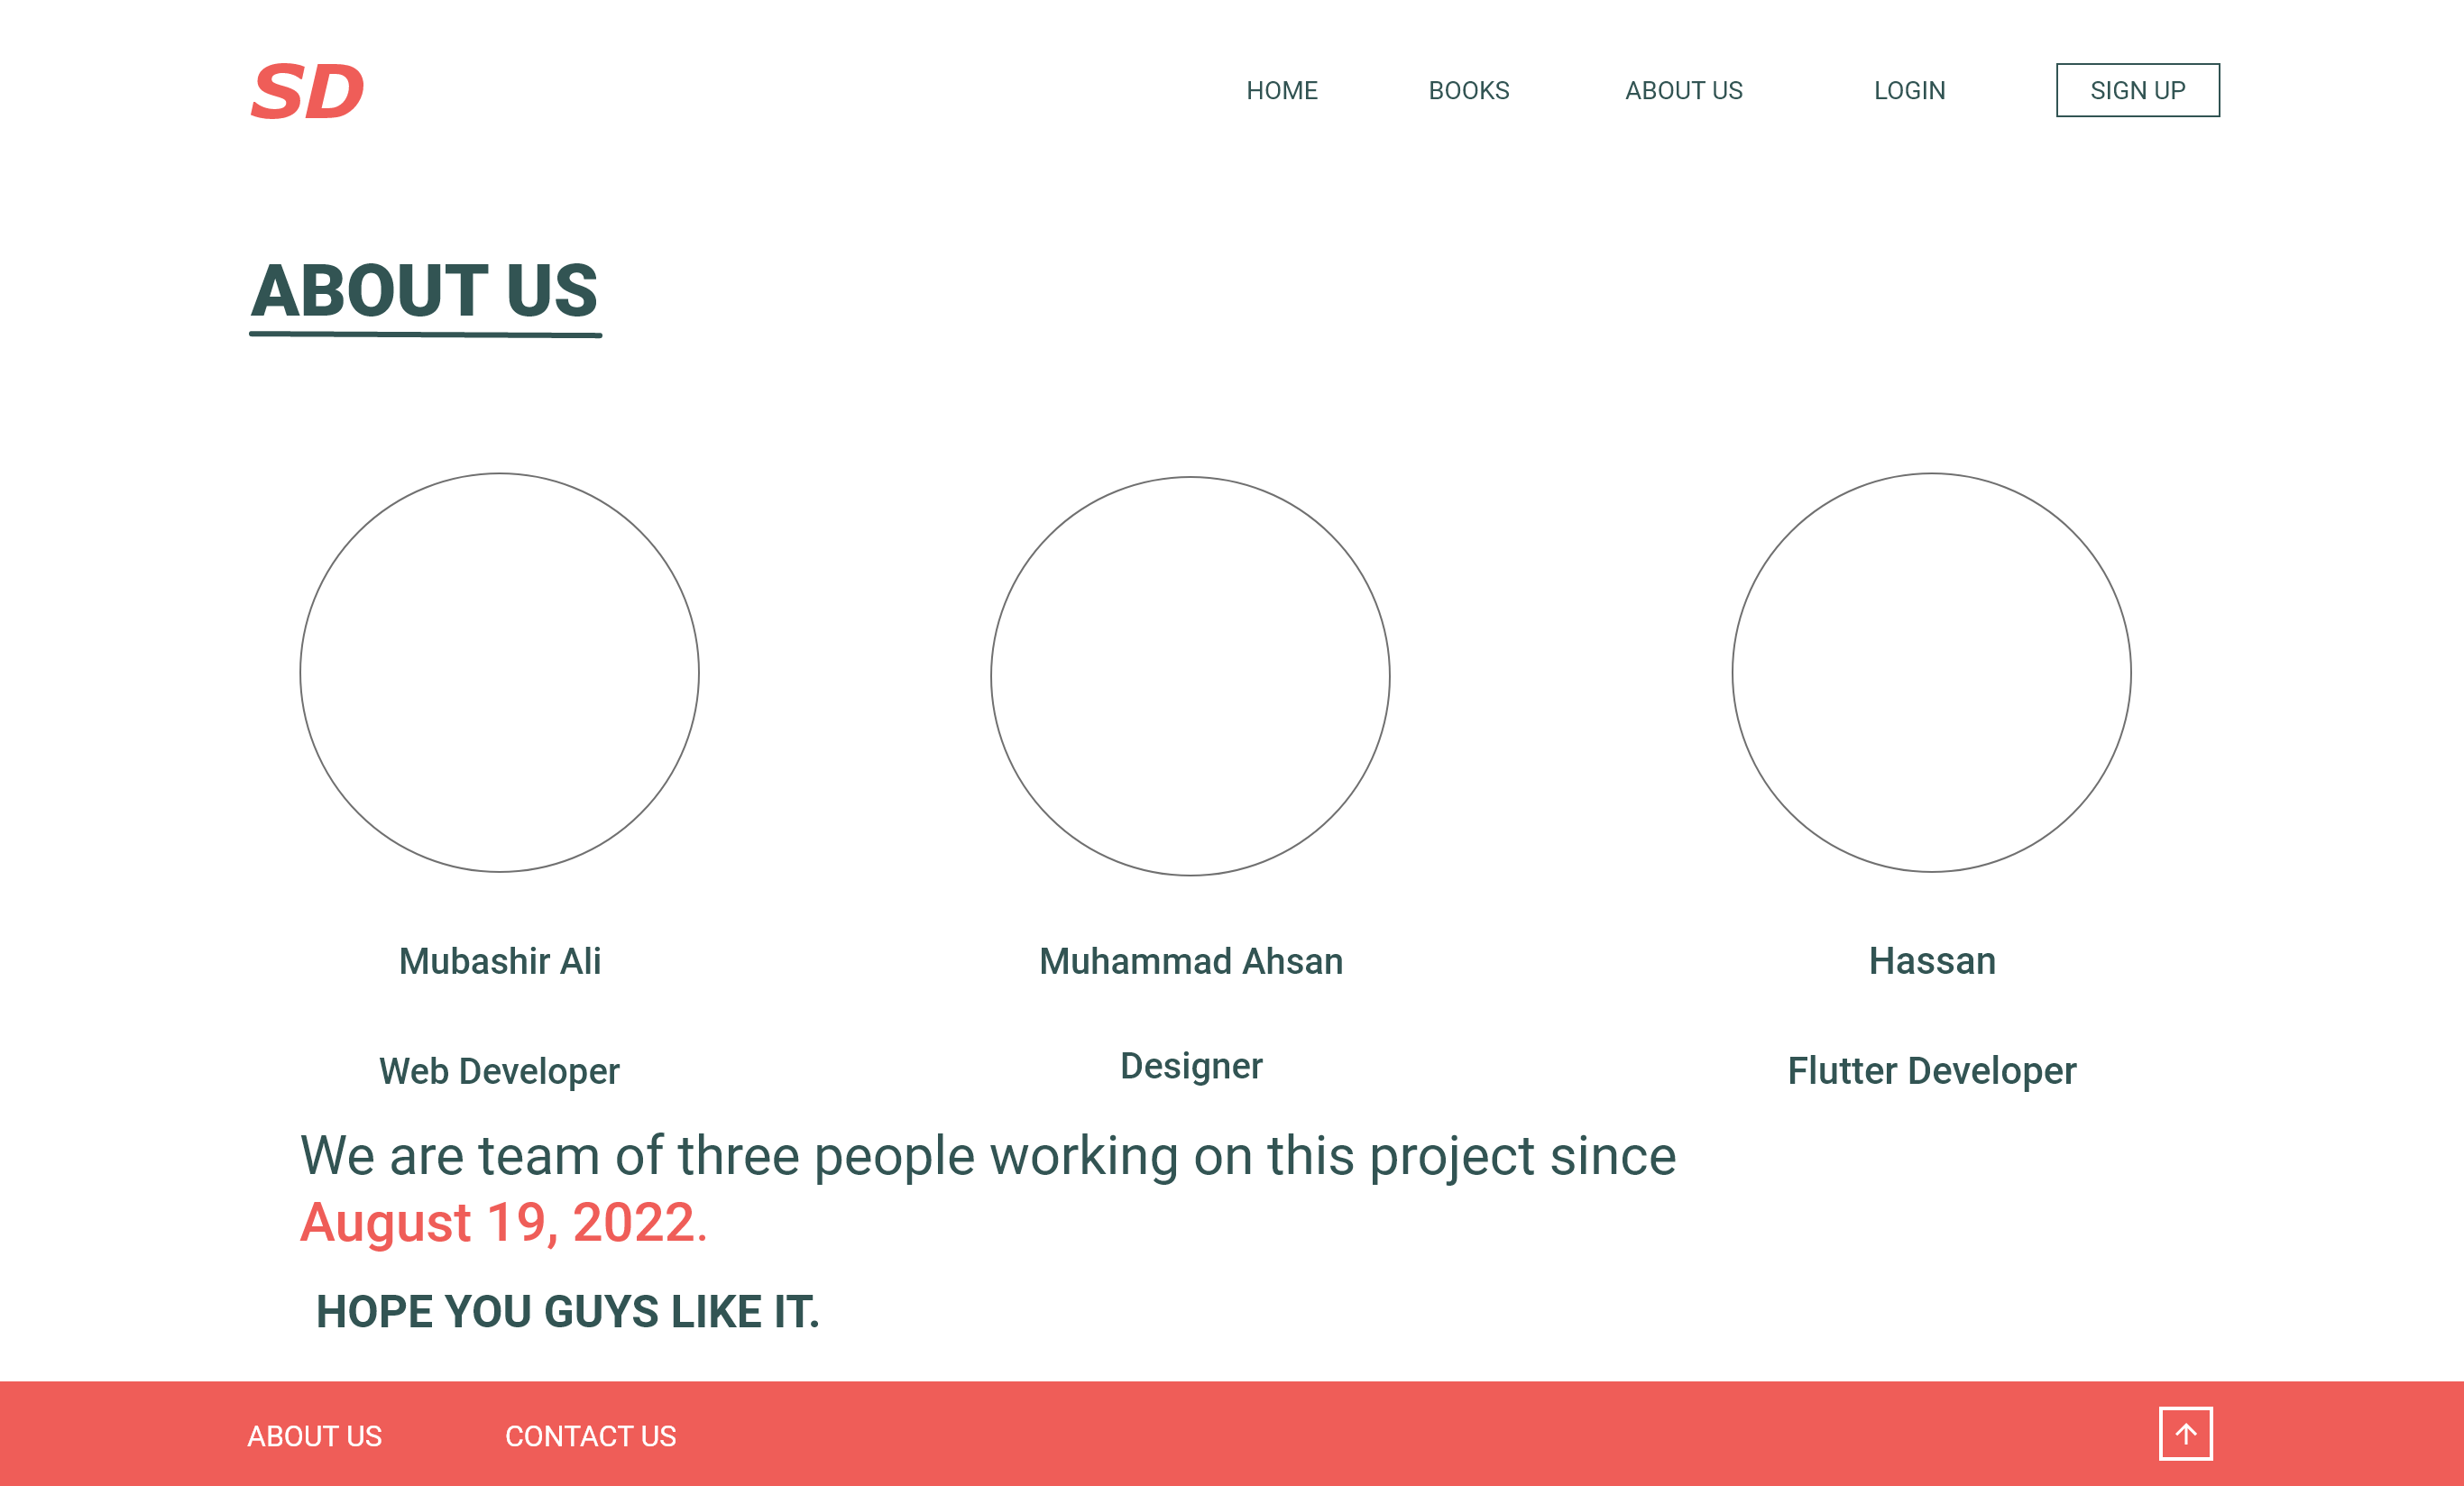 SD
HOME BOOKS ABOUT US LOGIN SIGN UP
ABOUT US
Mubashir Ali Muhammad Ahsan Hassan
Web Developer Designer Flutter Developer
We are team of three people working on this project since
August 19, 2022.
HOPE YOU GUYS LIKE IT.
ABOUT US CONTACT US